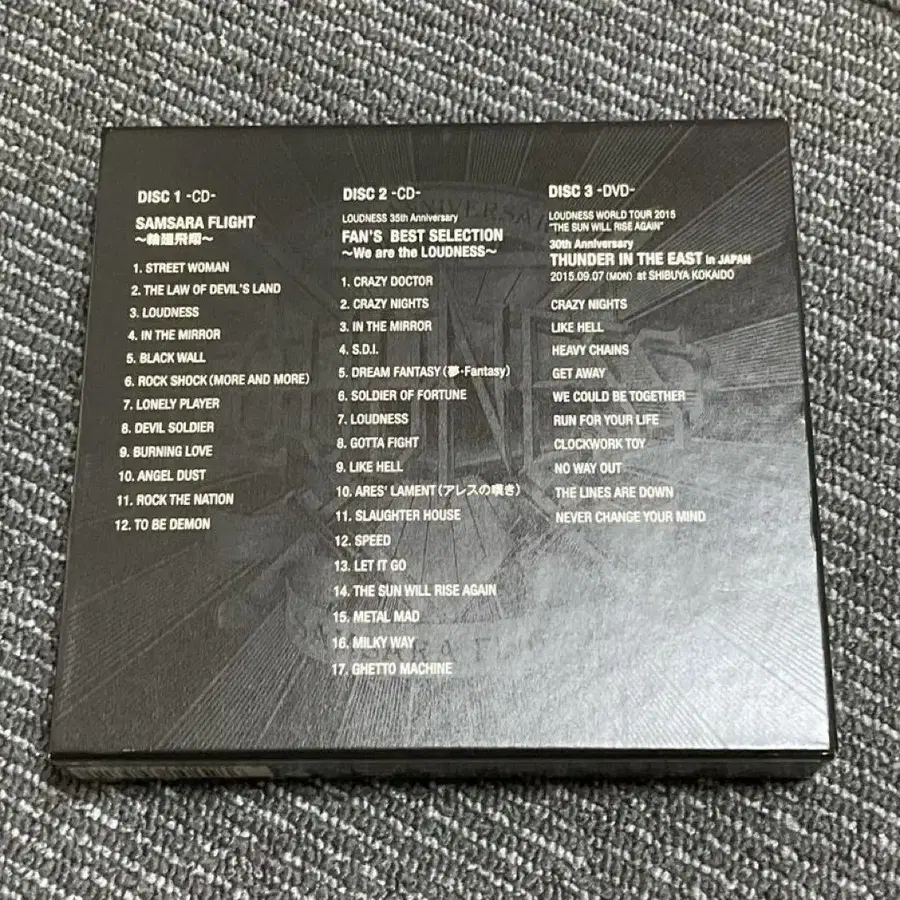 DISC 1 -CD-
SAMSARA FLIGHT
〜輪廻飛翔〜
1. STREET WOMAN
2. THE LAW OF DEVIL'S LAND
3. LOUDNESS
4. IN THE MIRROR
5. BLACK WALL
6. ROCK SHOCK (MORE AND MORE)
7. LONELY PLAYER
8. DEVIL SOLDIER
9. BURNING LOVE
10. ANGEL DUST
11. ROCK THE NATION
12. TO BE DEMON
DISC 2 -CD-
LOUDNESS 35th Anniversary
FAN'S BEST SELECTION
〜We are the LOUDNESS〜
1. CRAZY DOCTOR
2. CRAZY NIGHTS
3. IN THE MIRROR
4. S.D.I.
5. DREAM FANTASY (夢・Fantasy)
6. SOLDIER OF FORTUNE
7. LOUDNESS
8. GOTTA FIGHT
9. LIKE HELL
10. ARES' LAMENT (アレスの嘆き)
11. SLAUGHTER HOUSE
12. SPEED
13. LET IT GO
14. THE SUN WILL RISE AGAIN
15. METAL MAD
16. MILKY WAY
17. GHETTO MACHINE
DISC 3 -DVD-
LOUDNESS WORLD TOUR 2015
"THE SUN WILL RISE AGAIN"
30th Anniversary
THUNDER IN THE EAST in JAPAN
2015.09.07 (MON) at SHIBUYA KOKAIDO
CRAZY NIGHTS
LIKE HELL
HEAVY CHAINS
GET AWAY
WE COULD BE TOGETHER
RUN FOR YOUR LIFE
CLOCKWORK TOY
NO WAY OUT
THE LINES ARE DOWN
NEVER CHANGE YOUR MIND